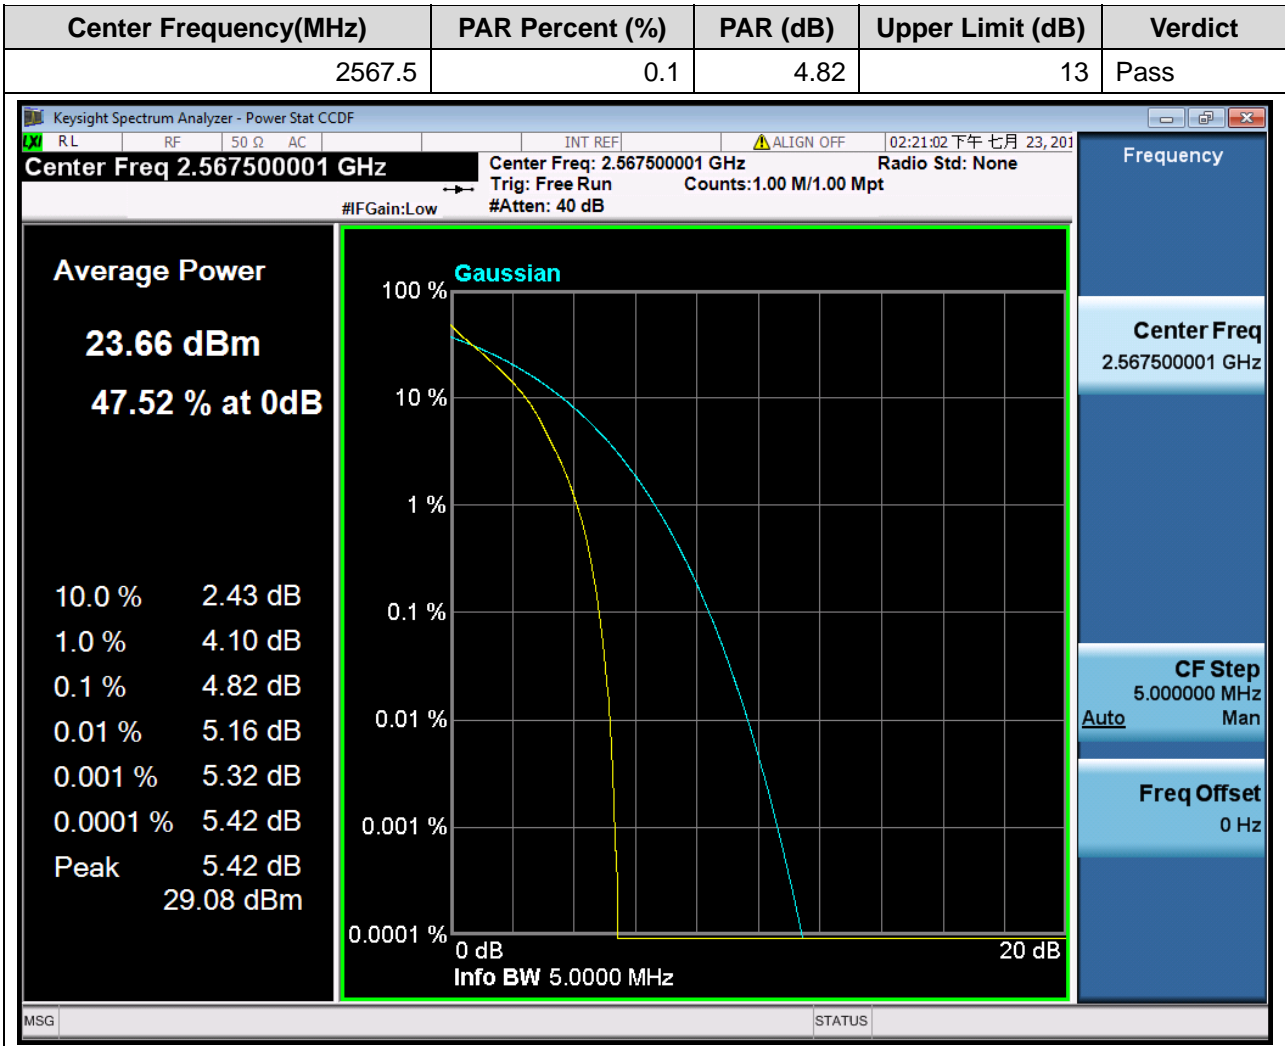 Center Frequency(MHz) PAR Percent (%) PAR (dB) Upper Limit (dB) Verdict
2567.5 0.1 4.82 13 Pass
Keysight Spectrum Analyzer - Power Stat CCDF
LXI RL RF 50 Ω AC INT REF ALIGN OFF 02:21:02 下午 七月 23, 201
Center Freq 2.567500001 GHz
Center Freq: 2.567500001 GHz Radio Std: None
Trig: Free Run Counts:1.00 M/1.00 Mpt
#IFGain:Low #Atten: 40 dB
Frequency
Average Power
23.66 dBm
47.52 % at 0dB
10.0 % 2.43 dB
1.0 % 4.10 dB
0.1 % 4.82 dB
0.01 % 5.16 dB
0.001 % 5.32 dB
0.0001 % 5.42 dB
Peak 5.42 dB
29.08 dBm
Gaussian
100 %
10 %
1 %
0.1 %
0.01 %
0.001 %
0.0001 %
0 dB 20 dB
Info BW 5.0000 MHz
Center Freq
2.567500001 GHz
CF Step
5.000000 MHz
Auto Man
Freq Offset
0 Hz
MSG STATUS